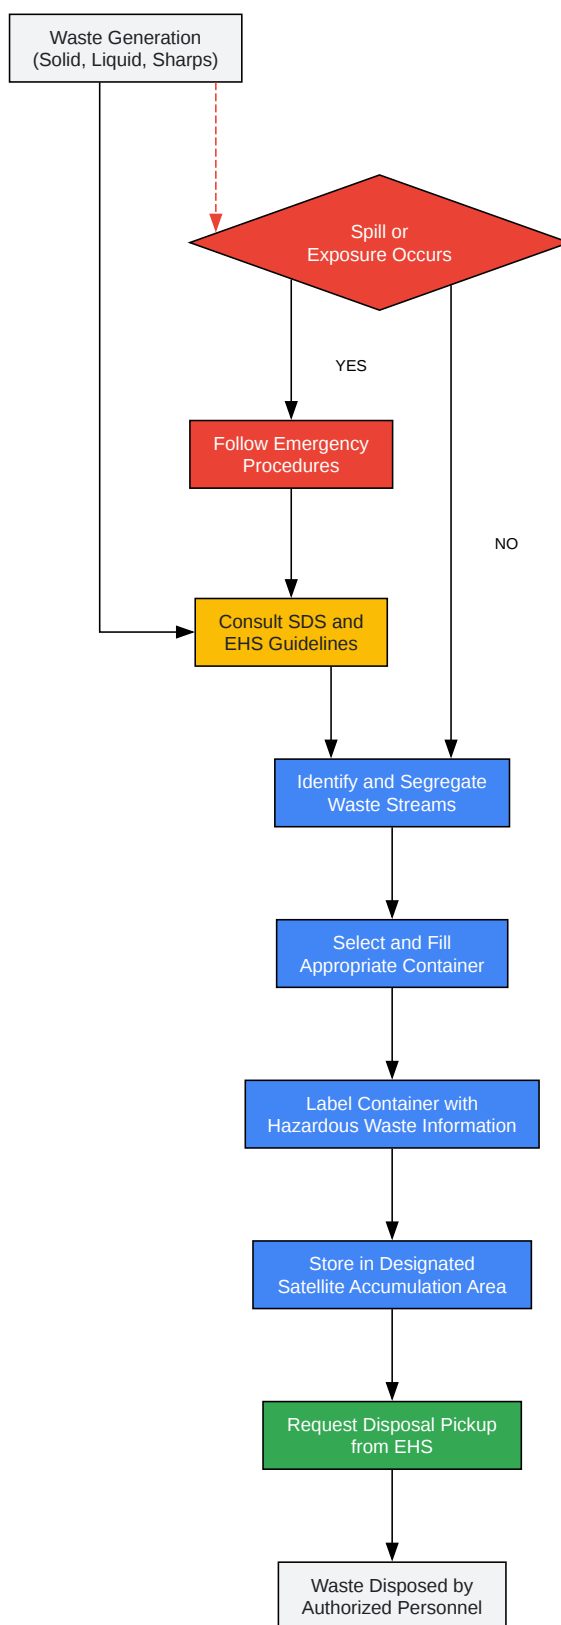 Waste Generation
(Solid, Liquid, Sharps)
Spill or
Exposure Occurs
YES
Follow Emergency
Procedures
NO
Consult SDS and
EHS Guidelines
Identify and Segregate
Waste Streams
Select and Fill
Appropriate Container
Label Container with
Hazardous Waste Information
Store in Designated
Satellite Accumulation Area
Request Disposal Pickup
from EHS
Waste Disposed by
Authorized Personnel